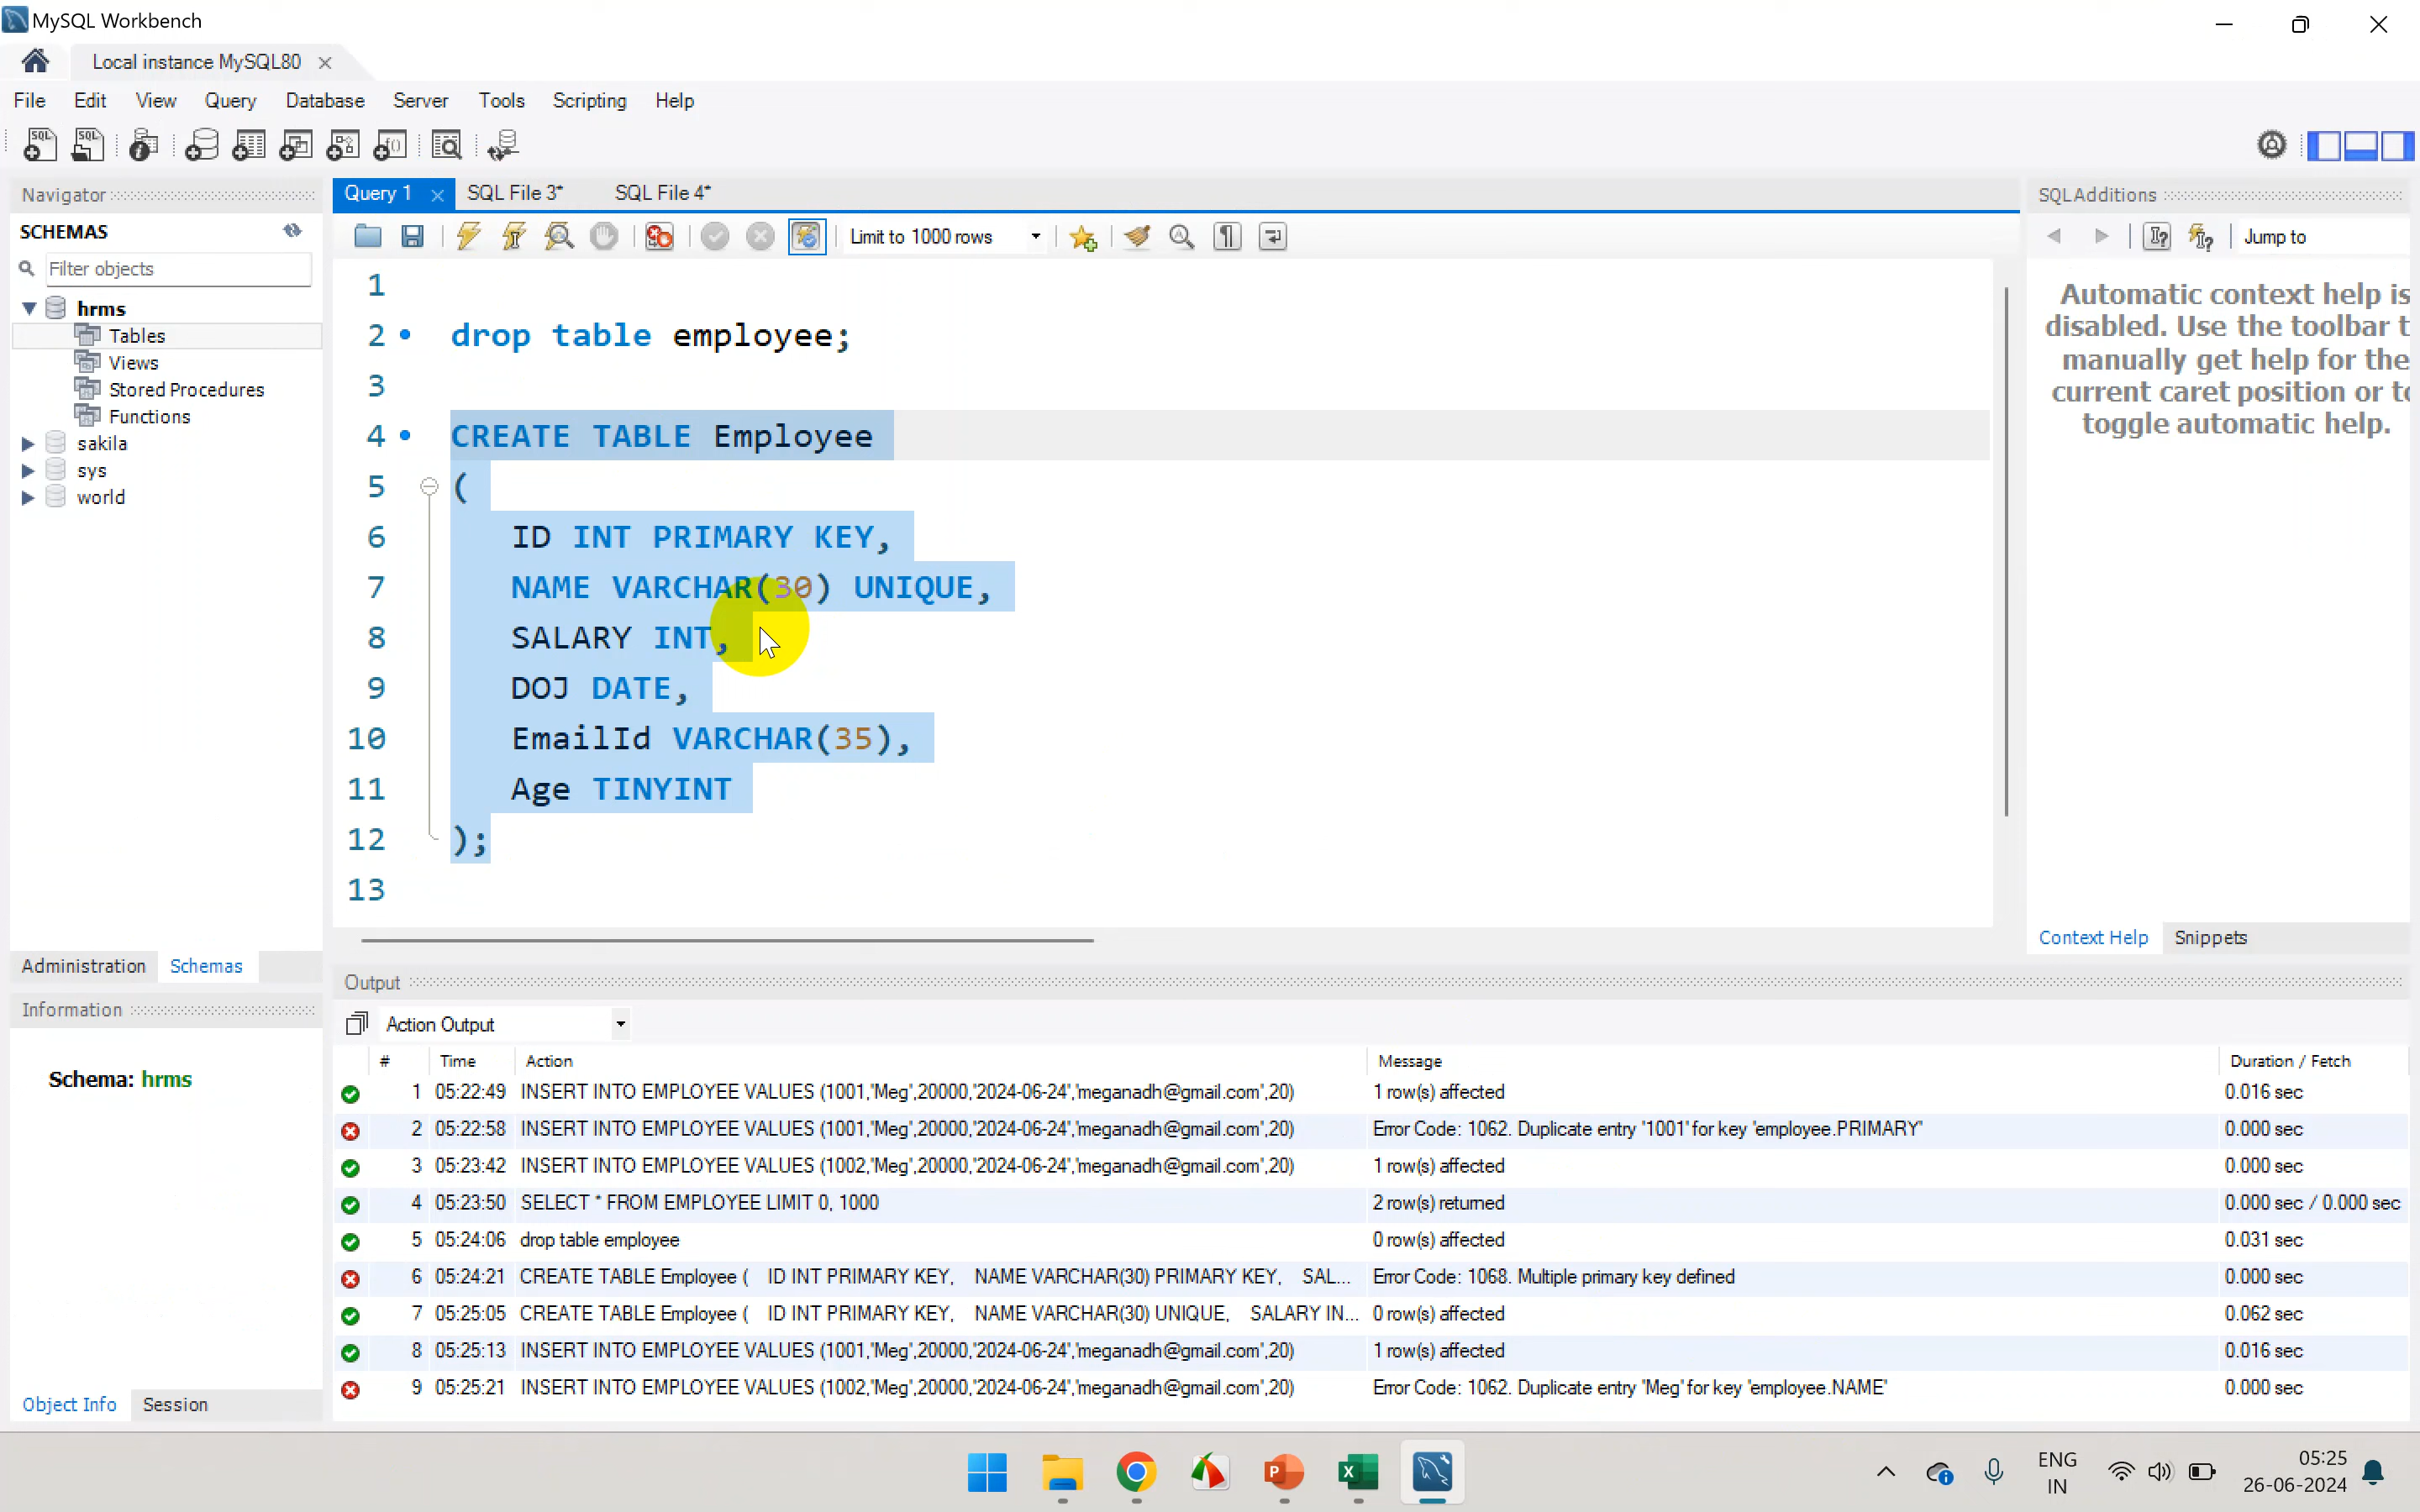 MySQL Workbench
Local instance MySQL80
File Edit View Query Database Server Tools Scripting Help
Navigator
SCHEMAS
Filter objects
hrms
Tables
Views
Stored Procedures
Functions
sakila
sys
world
Administration Schemas
Information
Schema: hrms
Object Info Session
Query 1 SQL File 3* SQL File 4*
Limit to 1000 rows
1
2 drop table employee;
3
4 CREATE TABLE Employee
5 (
6 ID INT PRIMARY KEY,
7 NAME VARCHAR(30) UNIQUE,
8 SALARY INT,
9 DOJ DATE,
10 EmailId VARCHAR(35),
11 Age TINYINT
12 );
13
SQLAdditions
Jump to
Automatic context help is
disabled. Use the toolbar t
manually get help for the
current caret position or to
toggle automatic help.
Context Help Snippets
Output
Action Output
# Time Action Message Duration / Fetch
1 05:22:49 INSERT INTO EMPLOYEE VALUES (1001,'Meg',20000,'2024-06-24','meganadh@gmail.com',20) 1 row(s) affected 0.016 sec
2 05:22:58 INSERT INTO EMPLOYEE VALUES (1001,'Meg',20000,'2024-06-24','meganadh@gmail.com',20) Error Code: 1062. Duplicate entry '1001' for key 'employee.PRIMARY' 0.000 sec
3 05:23:42 INSERT INTO EMPLOYEE VALUES (1002,'Meg',20000,'2024-06-24','meganadh@gmail.com',20) 1 row(s) affected 0.000 sec
4 05:23:50 SELECT * FROM EMPLOYEE LIMIT 0, 1000 2 row(s) returned 0.000 sec / 0.000 sec
5 05:24:06 drop table employee 0 row(s) affected 0.031 sec
6 05:24:21 CREATE TABLE Employee ( ID INT PRIMARY KEY, NAME VARCHAR(30) PRIMARY KEY, SAL... Error Code: 1068. Multiple primary key defined 0.000 sec
7 05:25:05 CREATE TABLE Employee ( ID INT PRIMARY KEY, NAME VARCHAR(30) UNIQUE, SALARY IN... 0 row(s) affected 0.062 sec
8 05:25:13 INSERT INTO EMPLOYEE VALUES (1001,'Meg',20000,'2024-06-24','meganadh@gmail.com',20) 1 row(s) affected 0.016 sec
9 05:25:21 INSERT INTO EMPLOYEE VALUES (1002,'Meg',20000,'2024-06-24','meganadh@gmail.com',20) Error Code: 1062. Duplicate entry 'Meg' for key 'employee.NAME' 0.000 sec
ENG
IN
05:25
26-06-2024